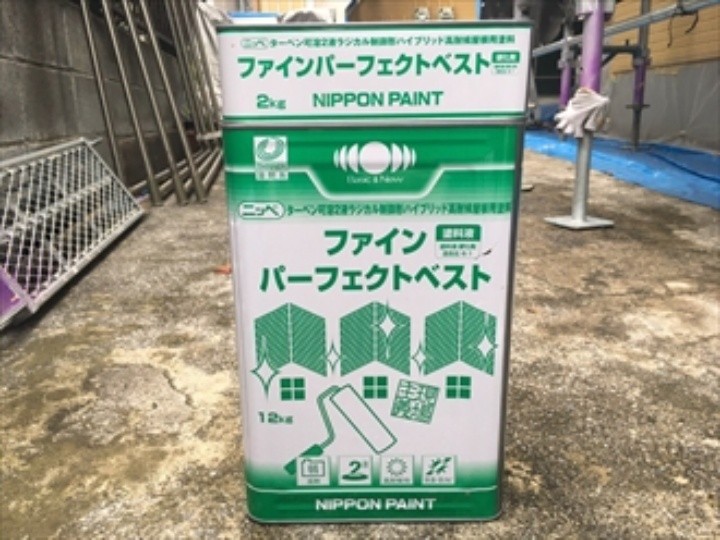 ニッペ ターペン可溶2液ラジカル制御形ハイブリッド高耐候屋根用塗料
ファインパーフェクトベスト 硬化剤
2kg NIPPON PAINT
Basic & New
ニッペ ターペン可溶2液ラジカル制御形ハイブリッド高耐候屋根用塗料
ファイン 塗料液
パーフェクトベスト
12kg
NIPPON PAINT